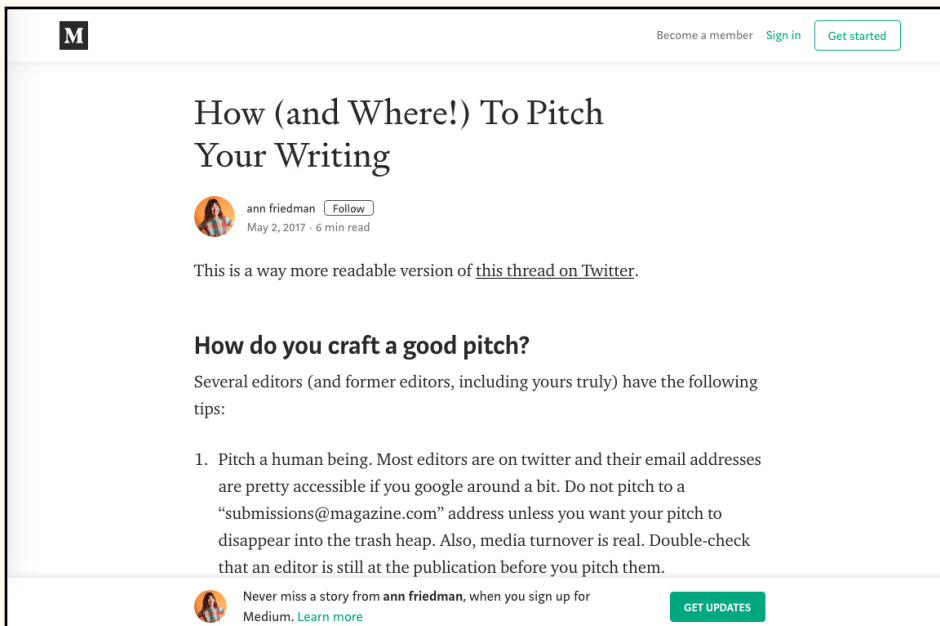 M
Become a member Sign in Get started
How (and Where!) To Pitch
Your Writing
ann friedman Follow
May 2, 2017 · 6 min read
This is a way more readable version of this thread on Twitter.
How do you craft a good pitch?
Several editors (and former editors, including yours truly) have the following
tips:
1. Pitch a human being. Most editors are on twitter and their email addresses
are pretty accessible if you google around a bit. Do not pitch to a
“submissions@magazine.com” address unless you want your pitch to
disappear into the trash heap. Also, media turnover is real. Double-check
that an editor is still at the publication before you pitch them.
Never miss a story from ann friedman, when you sign up for
Medium. Learn more
GET UPDATES